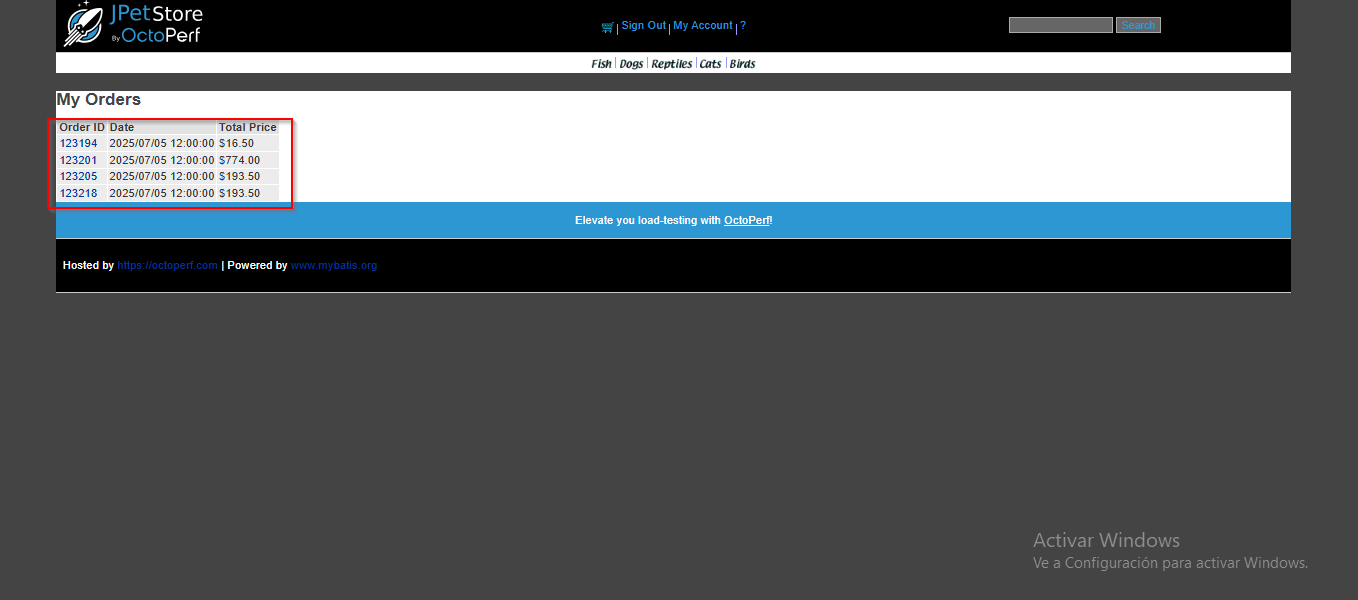 JPetStore
By OctoPerf
Sign Out | My Account | ?
Search
Fish | Dogs | Reptiles | Cats | Birds
My Orders
Order ID Date Total Price
123194 2025/07/05 12:00:00 $16.50
123201 2025/07/05 12:00:00 $774.00
123205 2025/07/05 12:00:00 $193.50
123218 2025/07/05 12:00:00 $193.50
Elevate you load-testing with OctoPerf!
Hosted by https://octoperf.com | Powered by www.mybatis.org
Activar Windows
Ve a Configuración para activar Windows.